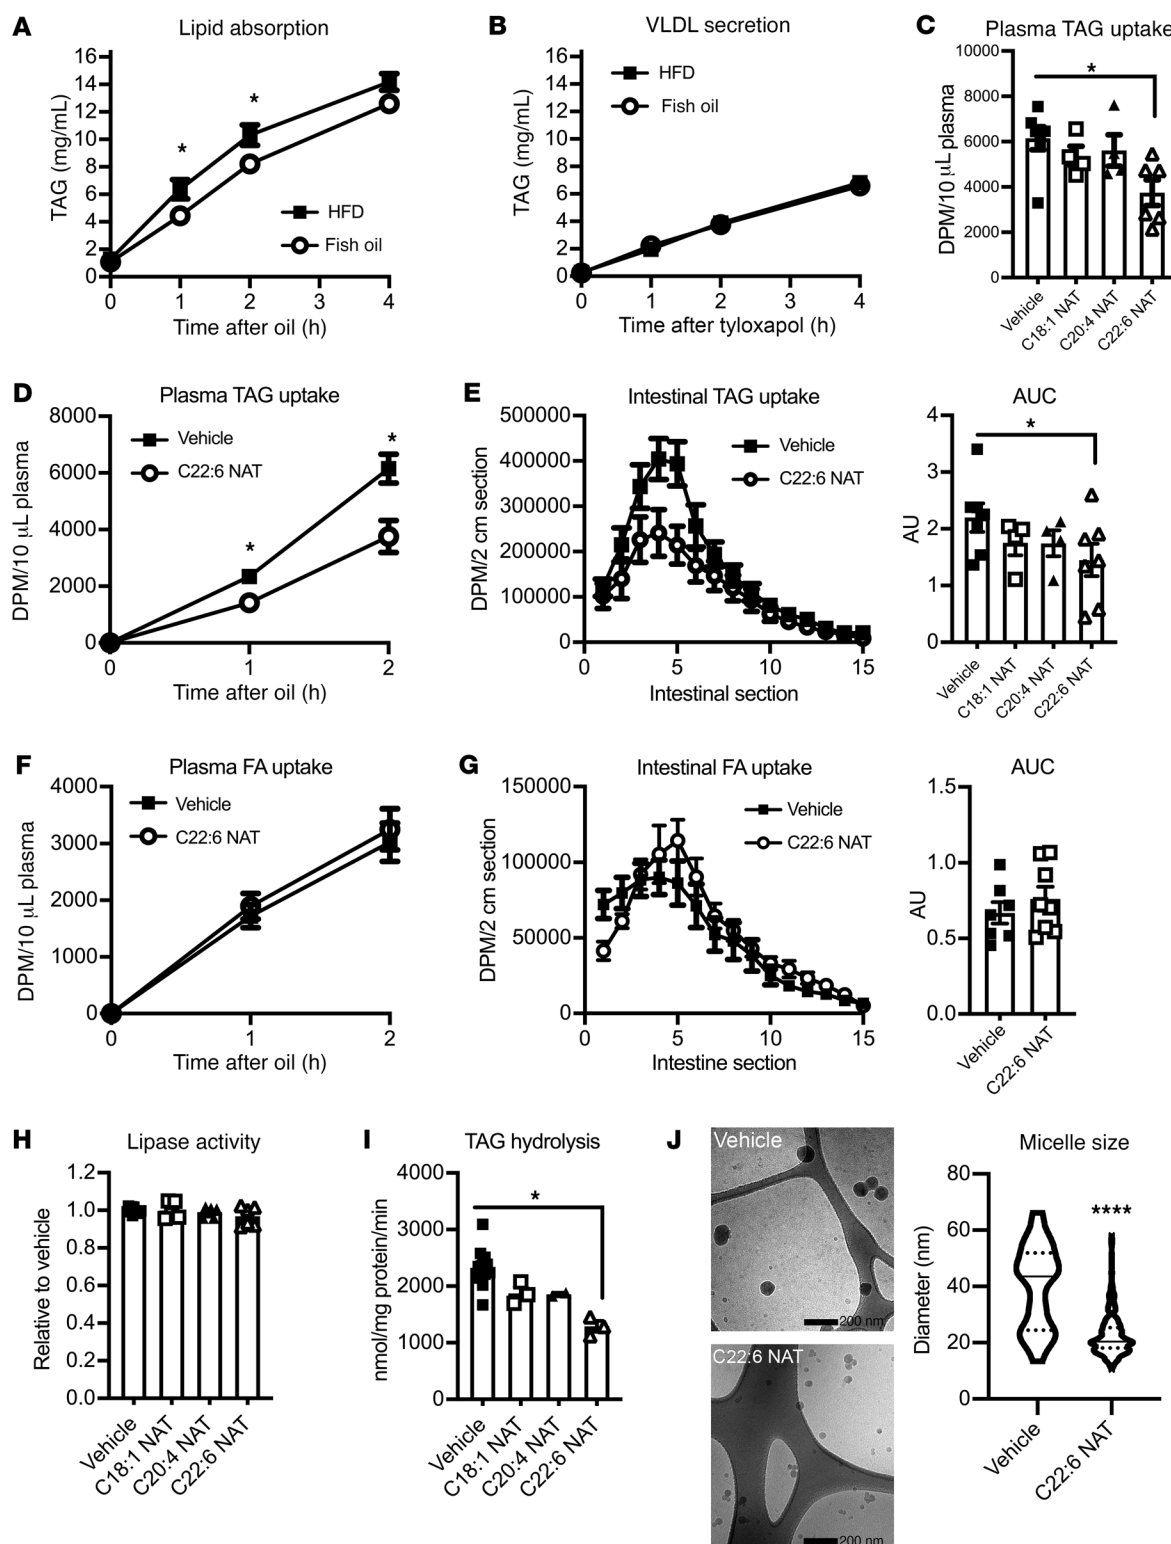 A
Lipid absorption
TAG (mg/mL)
16
14
12
10
8
6
4
2
0
*
*
HFD
Fish oil
0 1 2 3 4
Time after oil (h)
B
VLDL secretion
TAG (mg/mL)
16
14
12
10
8
6
4
2
0
HFD
Fish oil
0 1 2 3 4
Time after tyloxapol (h)
C
Plasma TAG uptake
DPM/10 μL plasma
10000
8000
6000
4000
2000
0
*
Vehicle
C18:1 NAT
C20:4 NAT
C22:6 NAT
D
Plasma TAG uptake
DPM/10 μL plasma
8000
6000
4000
2000
0
Vehicle
C22:6 NAT
*
*
0 1 2
Time after oil (h)
E
Intestinal TAG uptake
DPM/2 cm section
500000
400000
300000
200000
100000
0
Vehicle
C22:6 NAT
0 5 10 15
Intestinal section
AUC
AU
4
3
2
1
0
*
Vehicle
C18:1 NAT
C20:4 NAT
C22:6 NAT
F
Plasma FA uptake
DPM/10 μL plasma
4000
3000
2000
1000
0
Vehicle
C22:6 NAT
0 1 2
Time after oil (h)
G
Intestinal FA uptake
DPM/2 cm section
150000
100000
50000
0
Vehicle
C22:6 NAT
0 5 10 15
Intestine section
AUC
AU
1.5
1.0
0.5
0.0
Vehicle
C22:6 NAT
H
Lipase activity
Relative to vehicle
1.2
1.0
0.8
0.6
0.4
0.2
0.0
Vehicle
C18:1 NAT
C20:4 NAT
C22:6 NAT
I
TAG hydrolysis
nmol/mg protein/min
4000
3000
2000
1000
0
*
Vehicle
C18:1 NAT
C20:4 NAT
C22:6 NAT
J
Vehicle
200 nm
C22:6 NAT
200 nm
Micelle size
Diameter (nm)
80
60
40
20
0
****
Vehicle
C22:6 NAT